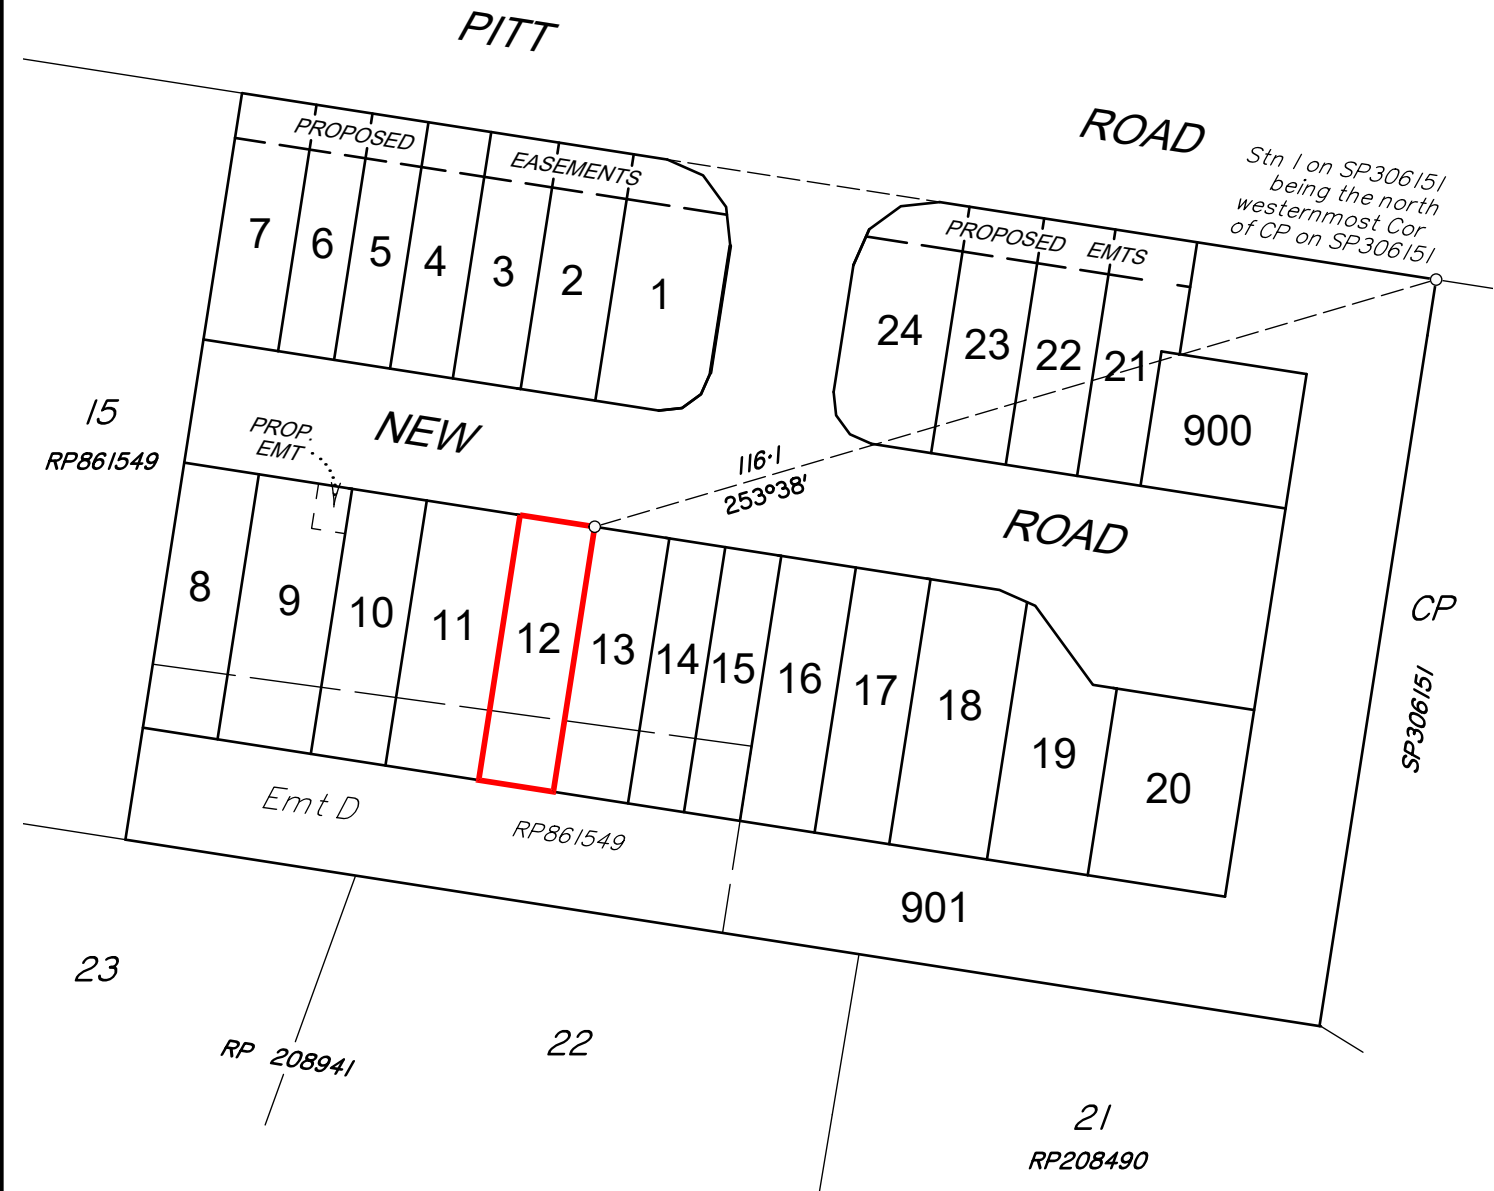 PITT
ROAD
Stn 1 on SP306151
being the north
westernmost Cor
of CP on SP306151
PROPOSED
EASEMENTS
PROPOSED EMTS
7
6
5
4
3
2
1
24
23
22
21
900
15
RP861549
PROP.
EMT
NEW
116·1
253°38'
ROAD
8
9
10
11
12
13
14
15
16
17
18
19
20
CP
SP306151
Emt D
RP861549
901
23
RP 208941
22
21
RP208490